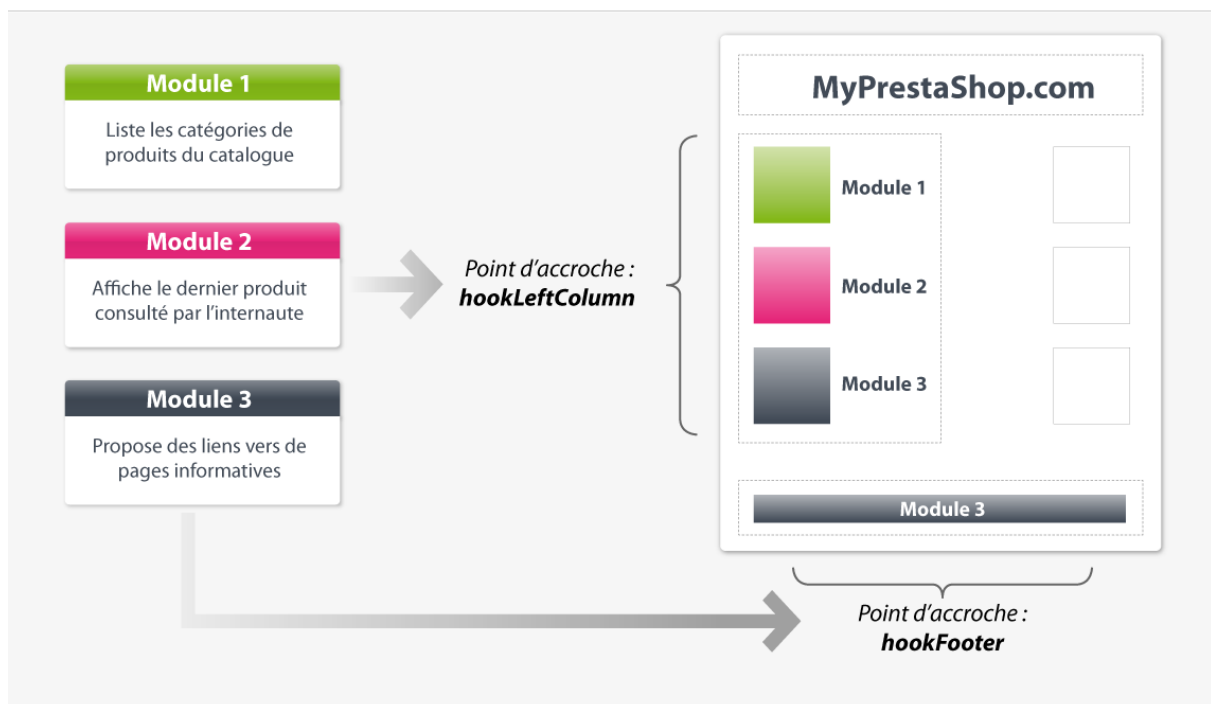 Module 1
Liste les catégories de
produits du catalogue
Module 2
Affiche le dernier produit
consulté par l’internaute
Module 3
Propose des liens vers de
pages informatives
Point d’accroche :
hookLeftColumn
MyPrestaShop.com
Module 1
Module 2
Module 3
Module 3
Point d’accroche :
hookFooter